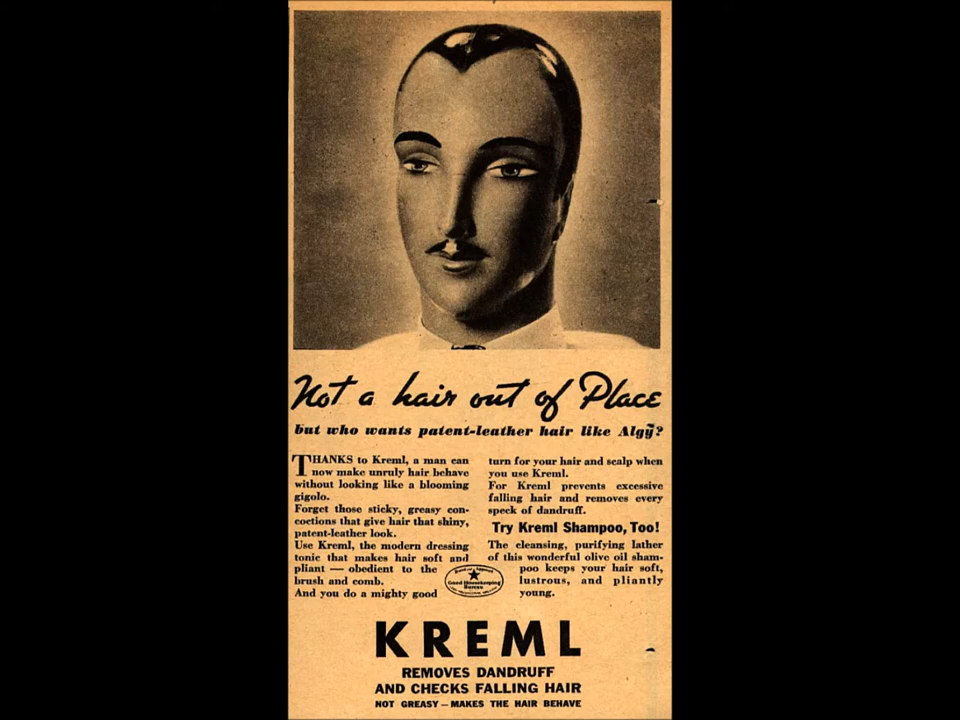 Not a hair out of Place
but who wants patent-leather hair like Algy?
THANKS to Kreml, a man can
now make unruly hair behave
without looking like a blooming
gigolo.
Forget those sticky, greasy con-
coctions that give hair that shiny,
patent-leather look.
Use Kreml, the modern dressing
tonic that makes hair soft and
pliant — obedient to the
brush and comb.
And you do a mighty good
turn for your hair and scalp when
you use Kreml.
For Kreml prevents excessive
falling hair and removes every
speck of dandruff.
Try Kreml Shampoo, Too!
The cleansing, purifying lather
of this wonderful olive oil sham-
poo keeps your hair soft,
lustrous, and pliantly
young.
Good Housekeeping
Bureau
KREML
REMOVES DANDRUFF
AND CHECKS FALLING HAIR
NOT GREASY — MAKES THE HAIR BEHAVE